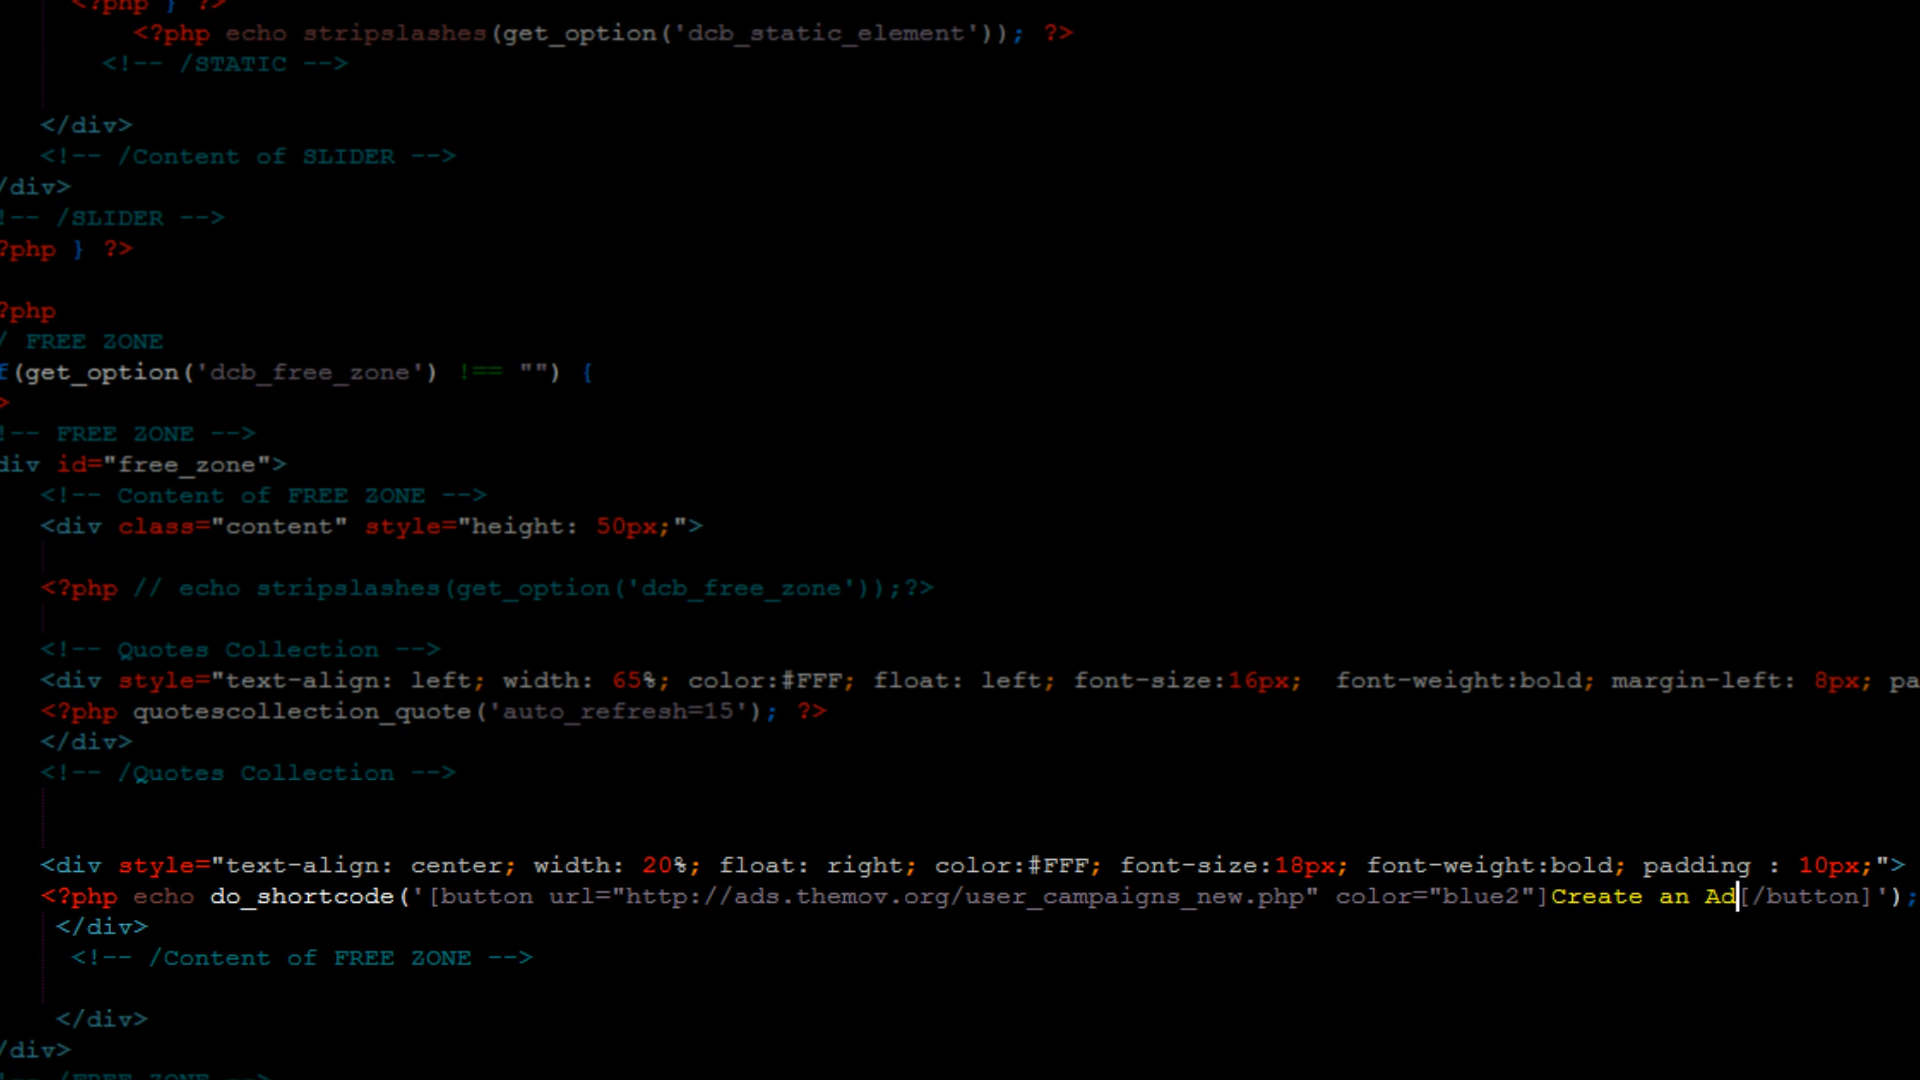 <?php } ?>
<?php echo stripslashes(get_option('dcb_static_element')); ?>
<!-- /STATIC -->
</div>
<!-- /Content of SLIDER -->
/div>
!-- /SLIDER -->
?php } ?>
?php
/ FREE ZONE
f(get_option('dcb_free_zone') !== "") {
>
!-- FREE ZONE -->
div id="free_zone">
<!-- Content of FREE ZONE -->
<div class="content" style="height: 50px;">
<?php // echo stripslashes(get_option('dcb_free_zone'));?>
<!-- Quotes Collection -->
<div style="text-align: left; width: 65%; color:#FFF; float: left; font-size:16px;  font-weight:bold; margin-left: 8px; pa
<?php quotescollection_quote('auto_refresh=15'); ?>
</div>
<!-- /Quotes Collection -->
<div style="text-align: center; width: 20%; float: right; color:#FFF; font-size:18px; font-weight:bold; padding : 10px;">
<?php echo do_shortcode('[button url="http://ads.themov.org/user_campaigns_new.php" color="blue2"]Create an Ad[/button]');
</div>
<!-- /Content of FREE ZONE -->
</div>
/div>
!-- /FREE ZONE -->